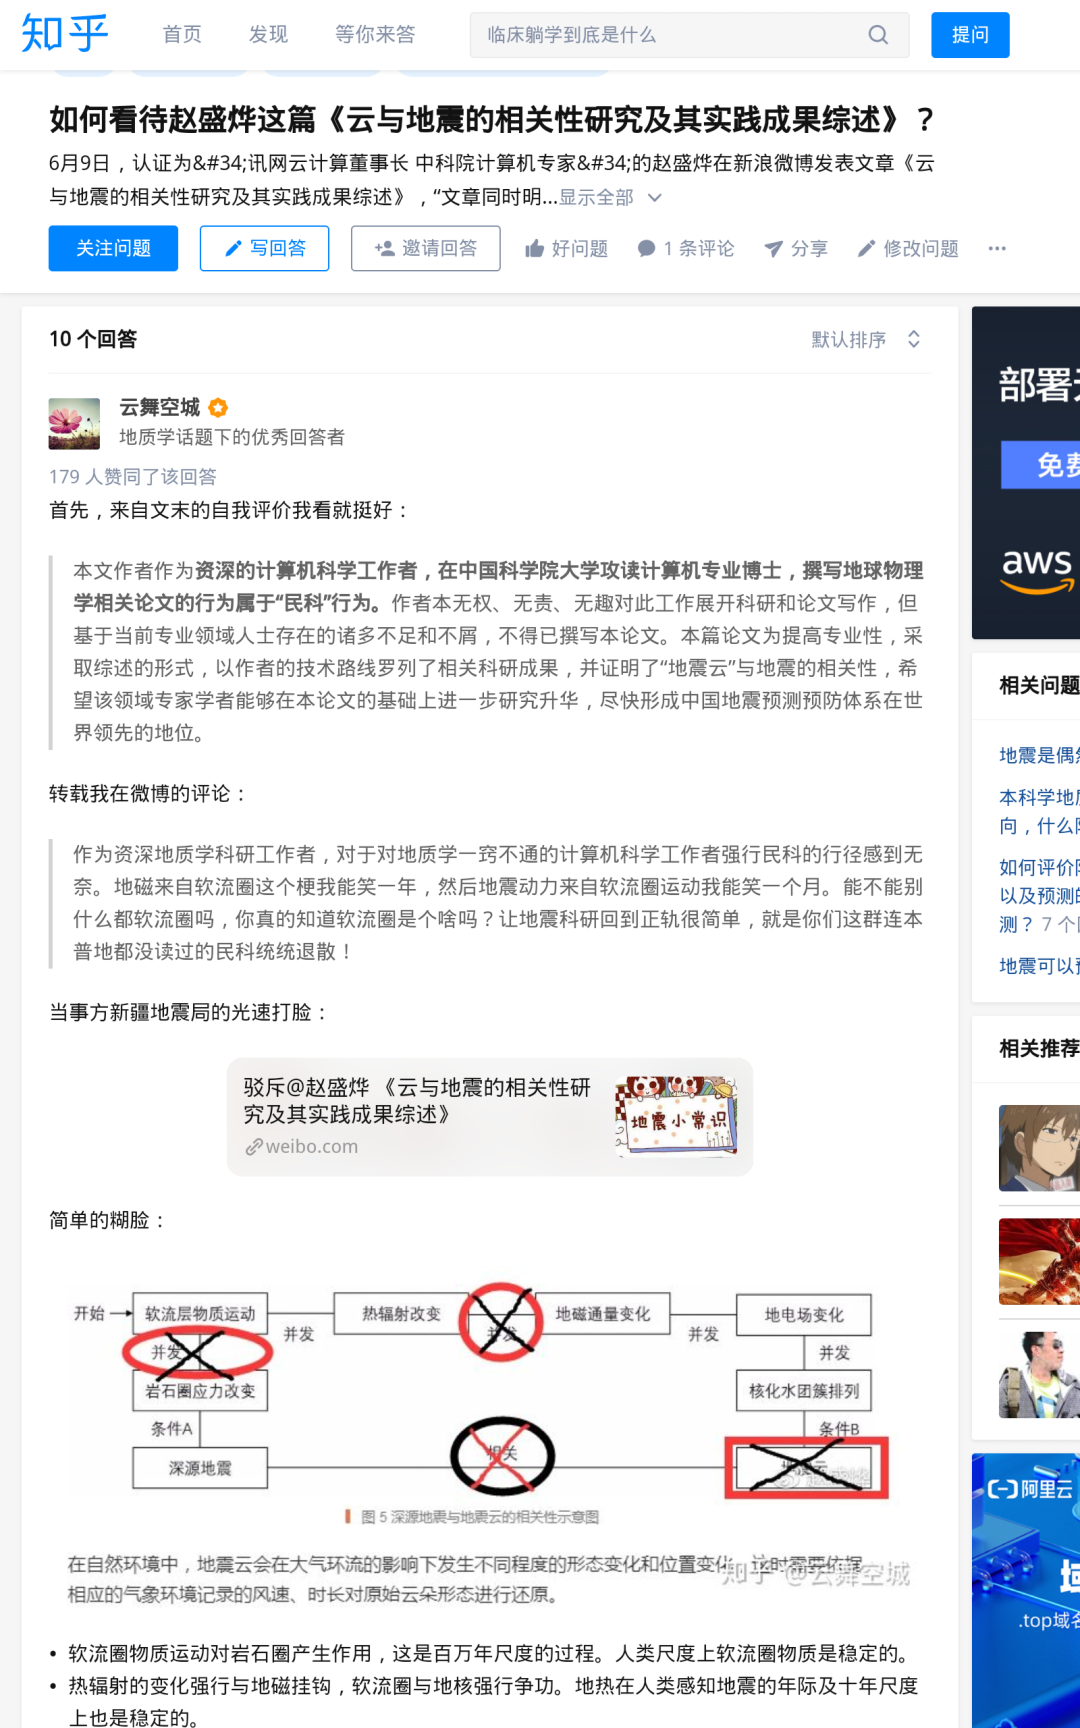 知乎
首页
发现
等你来答
临床躺学到底是什么
提问
如何看待赵盛烨这篇《云与地震的相关性研究及其实践成果综述》？
6月9日，认证为&#34;讯网云计算董事长 中科院计算机专家&#34;的赵盛烨在新浪微博发表文章《云
与地震的相关性研究及其实践成果综述》，“文章同时明...显示全部
关注问题
写回答
邀请回答
好问题
1 条评论
分享
修改问题
10 个回答
默认排序
云舞空城
地质学话题下的优秀回答者
179 人赞同了该回答
首先，来自文末的自我评价我看就挺好：
本文作者作为资深的计算机科学工作者，在中国科学院大学攻读计算机专业博士，撰写地球物理
学相关论文的行为属于“民科”行为。作者本无权、无责、无趣对此工作展开科研和论文写作，但
基于当前专业领域人士存在的诸多不足和不屑，不得已撰写本论文。本篇论文为提高专业性，采
取综述的形式，以作者的技术路线罗列了相关科研成果，并证明了“地震云”与地震的相关性，希
望该领域专家学者能够在本论文的基础上进一步研究升华，尽快形成中国地震预测预防体系在世
界领先的地位。
转载我在微博的评论：
作为资深地质学科研工作者，对于对地质学一窍不通的计算机科学工作者强行民科的行径感到无
奈。地磁来自软流圈这个梗我能笑一年，然后地震动力来自软流圈运动我能笑一个月。能不能别
什么都软流圈吗，你真的知道软流圈是个啥吗？让地震科研回到正轨很简单，就是你们这群连本
普地都没读过的民科统统退散！
当事方新疆地震局的光速打脸：
驳斥@赵盛烨 《云与地震的相关性研
究及其实践成果综述》
weibo.com
地震小常识
简单的糊脸：
开始
软流层物质运动
并发
热辐射改变
并发
地磁通量变化
并发
地电场变化
并发
并发
岩石圈应力改变
核化水团簇排列
条件A
条件B
深源地震
相关
图 5 深源地震与地震云的相关性示意图
在自然环境中，地震云会在大气环流的影响下发生不同程度的形态变化和位置变化，这时需要依据
相应的气象环境记录的风速、时长对原始云朵形态进行还原。
知乎 @云舞空城
• 软流圈物质运动对岩石圈产生作用，这是百万年尺度的过程。人类尺度上软流圈物质是稳定的。
• 热辐射的变化强行与地磁挂钩，软流圈与地核强行争功。地热在人类感知地震的年际及十年尺度
上也是稳定的。
部署
免费
aws
相关问题
地震是偶
本科学地
向，什么
如何评价
以及预测的
测？ 7 个
地震可以
相关推荐
阿里云
域
.top域名